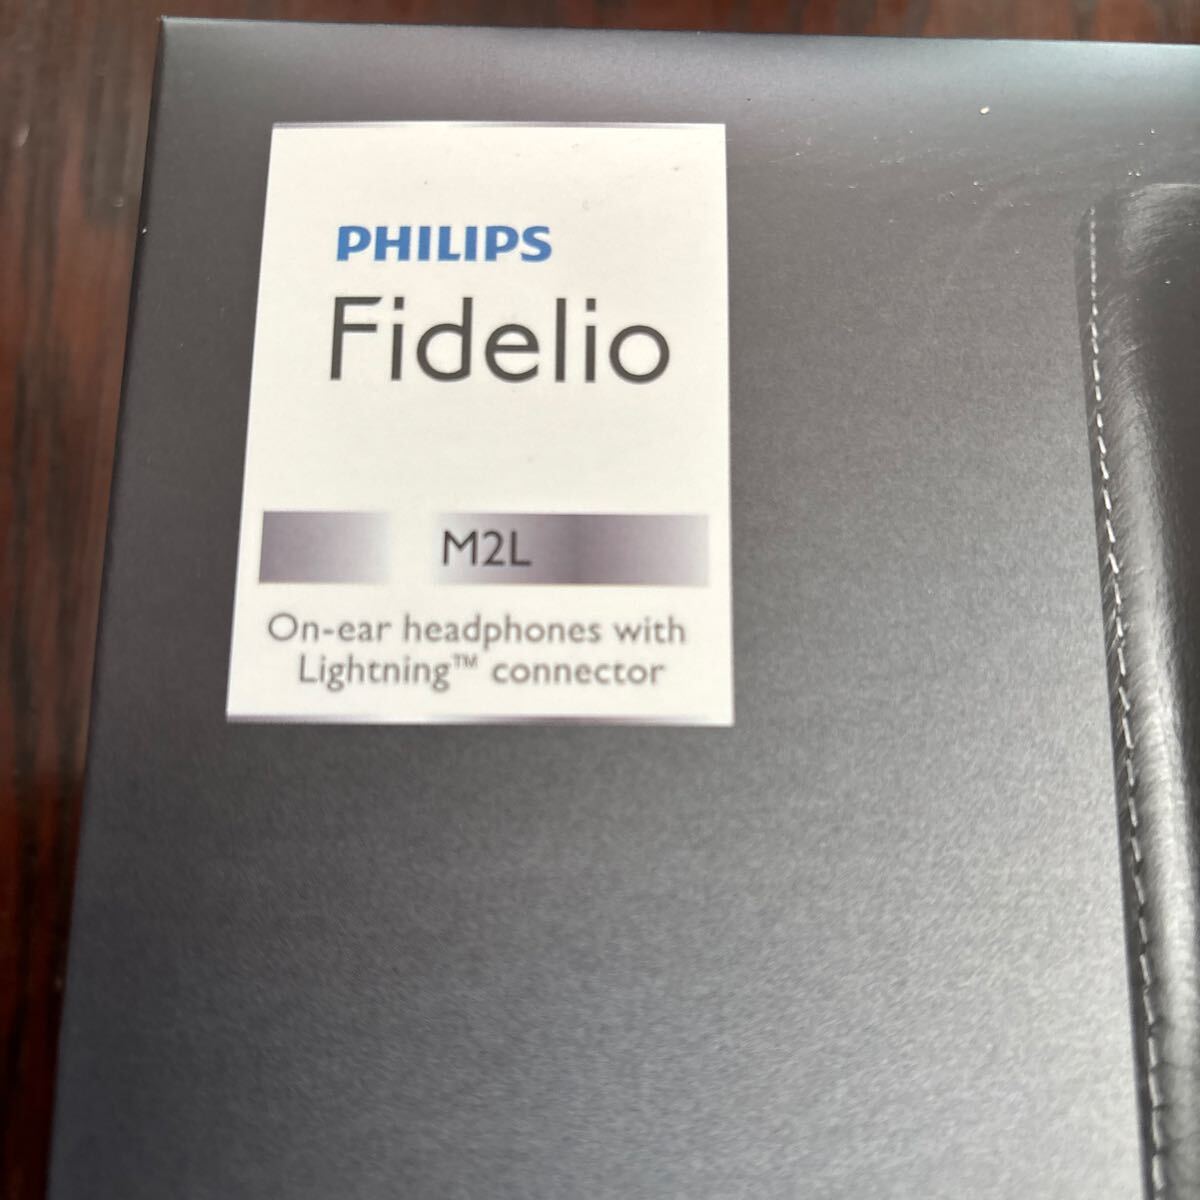 PHILIPS
Fidelio
M2L
On-ear headphones with
Lightning™ connector